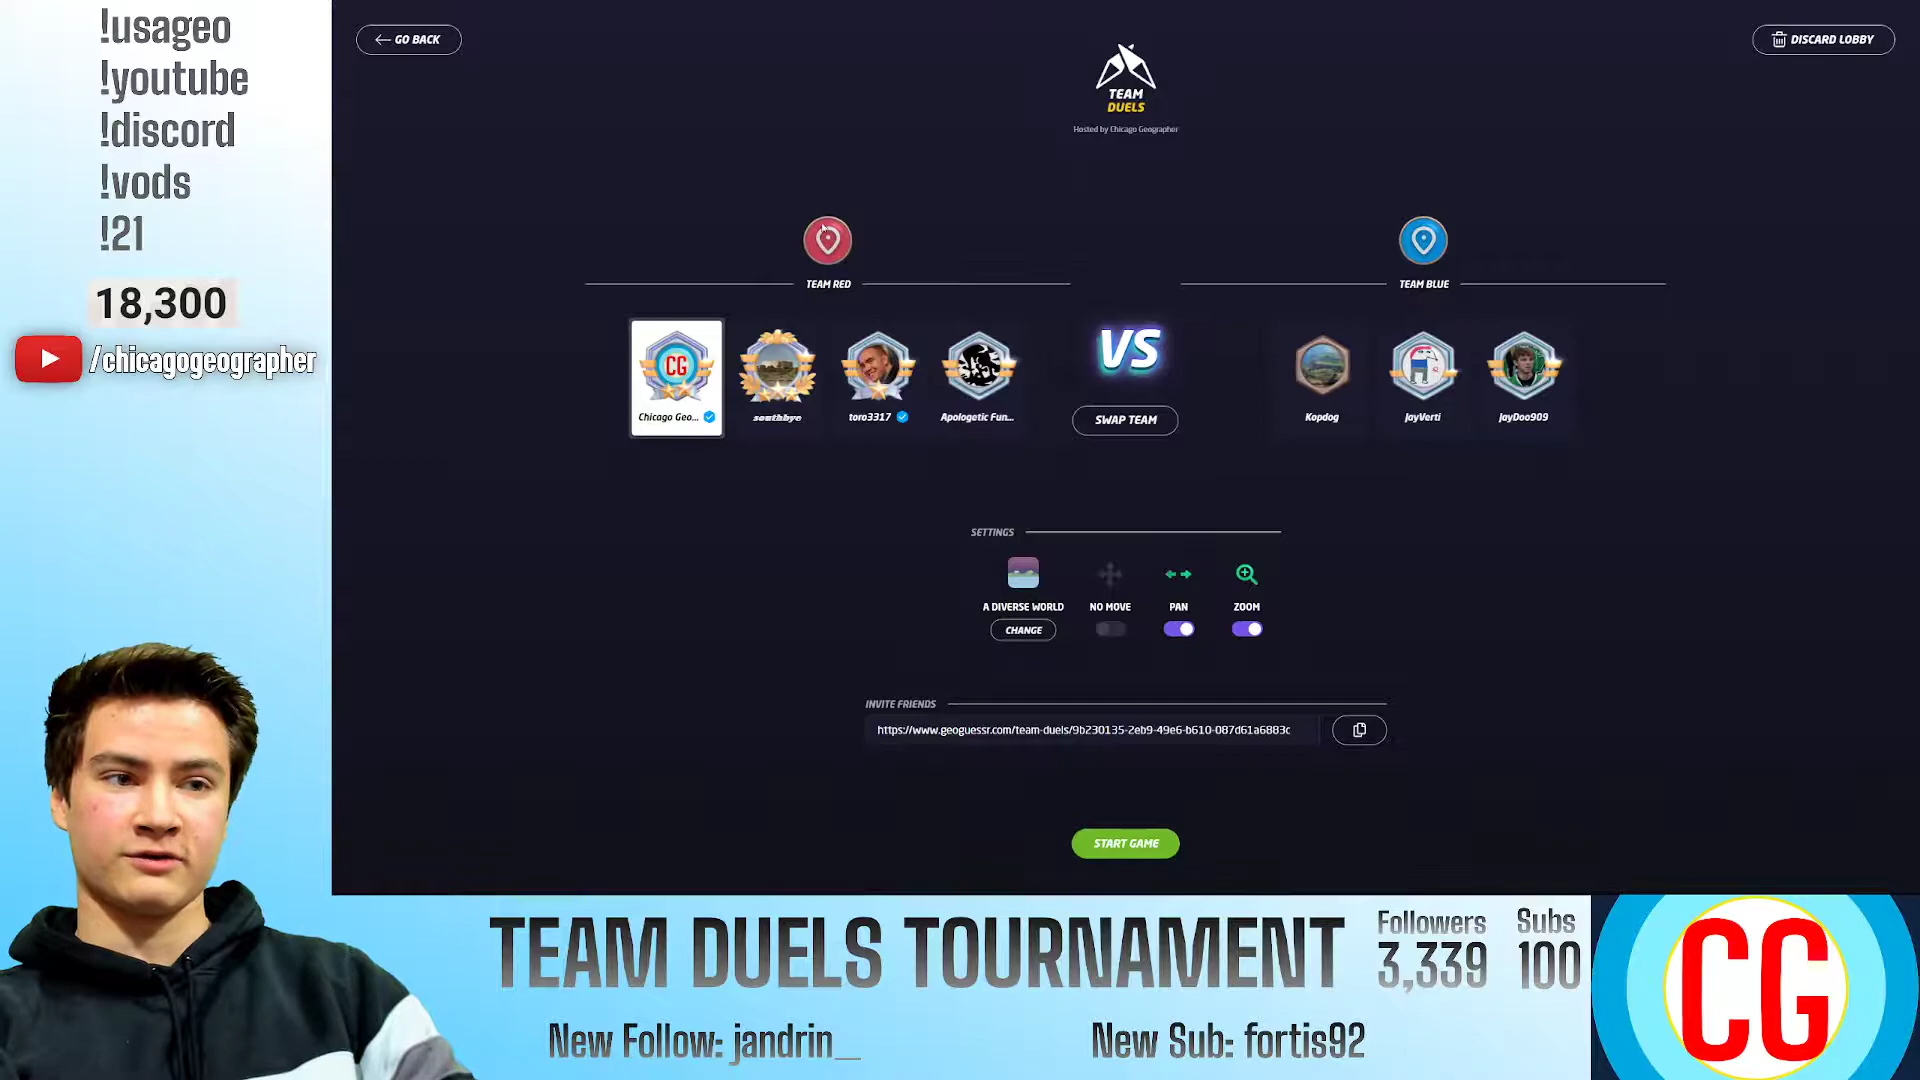 !usageo
!youtube
!discord
!vods
!21
18,300
/chicagogeographer
GO BACK
DISCARD LOBBY
TEAM
DUELS
Hosted by Chicago Geographer
TEAM RED
TEAM BLUE
CG
Chicago Geo...
southbye
toro3317
Apologetic Fun...
VS
SWAP TEAM
Kopdog
JayVerti
JayDoo909
SETTINGS
A DIVERSE WORLD
NO MOVE
PAN
ZOOM
CHANGE
INVITE FRIENDS
https://www.geoguessr.com/team-duels/9b230135-2eb9-49e6-b610-087d61a6883c
START GAME
TEAM DUELS TOURNAMENT
Followers
3,339
Subs
100
New Follow: jandrin_
New Sub: fortis92
CG